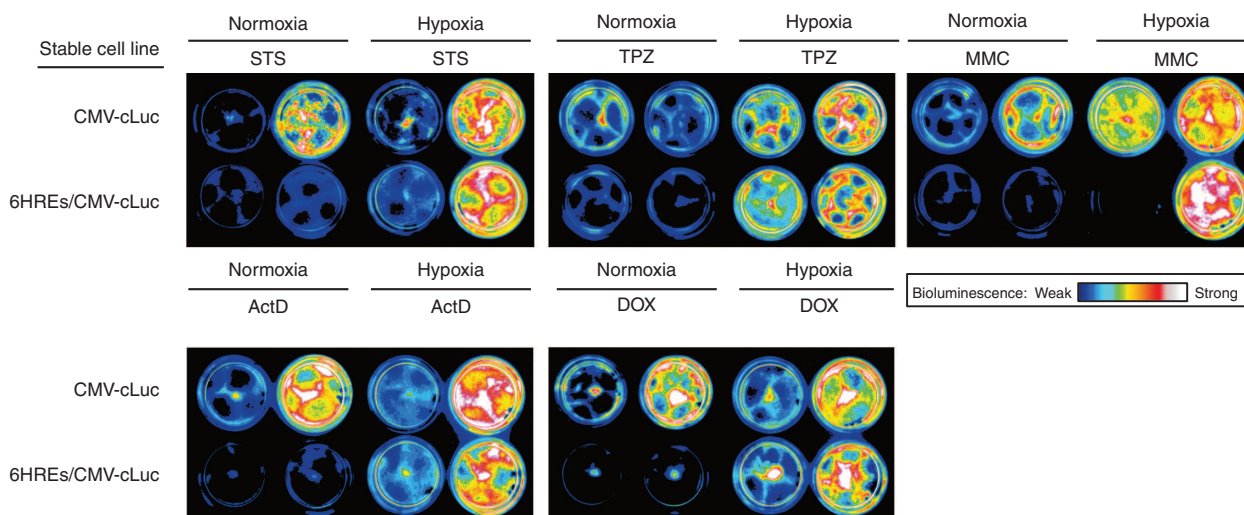 Normoxia Hypoxia Normoxia Hypoxia Normoxia Hypoxia
Stable cell line STS STS TPZ TPZ MMC MMC
CMV-cLuc
6HREs/CMV-cLuc
Normoxia Hypoxia Normoxia Hypoxia
Bioluminescence: Weak Strong
ActD ActD DOX DOX
CMV-cLuc
6HREs/CMV-cLuc